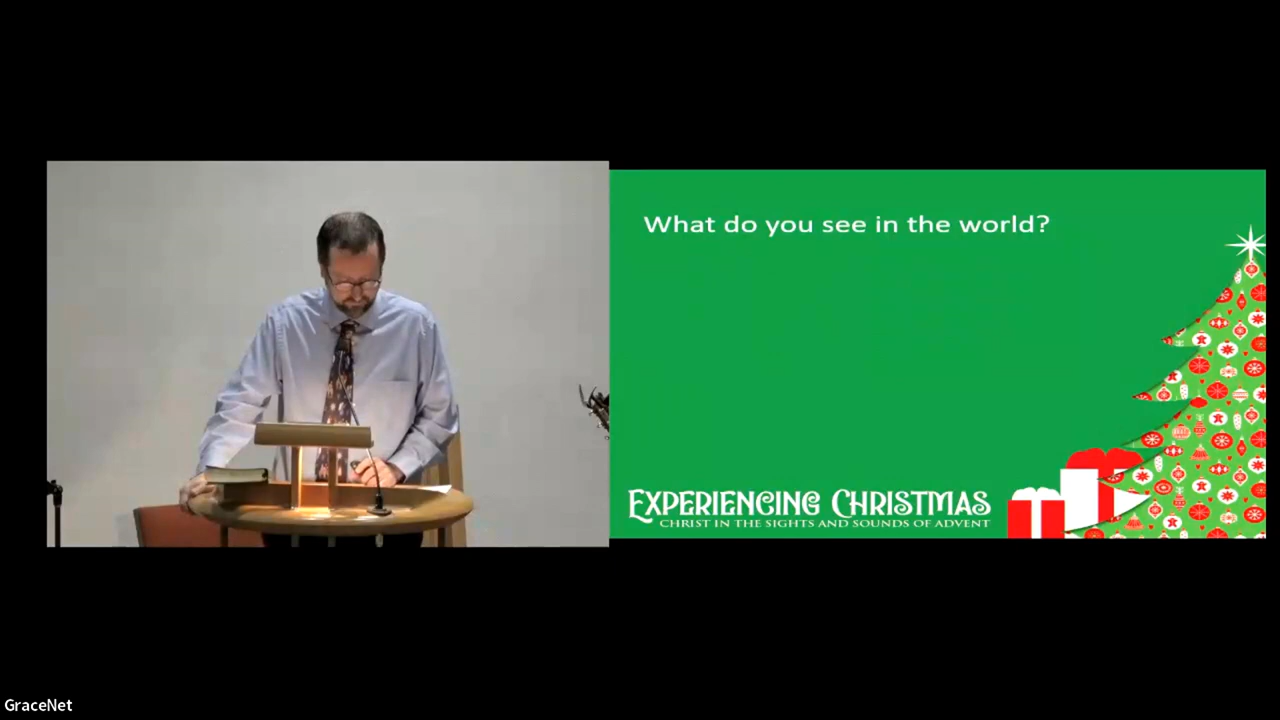 What do you see in the world?
EXPERIENCING CHRISTMAS
CHRIST IN THE SIGHTS AND SOUNDS OF ADVENT
GraceNet